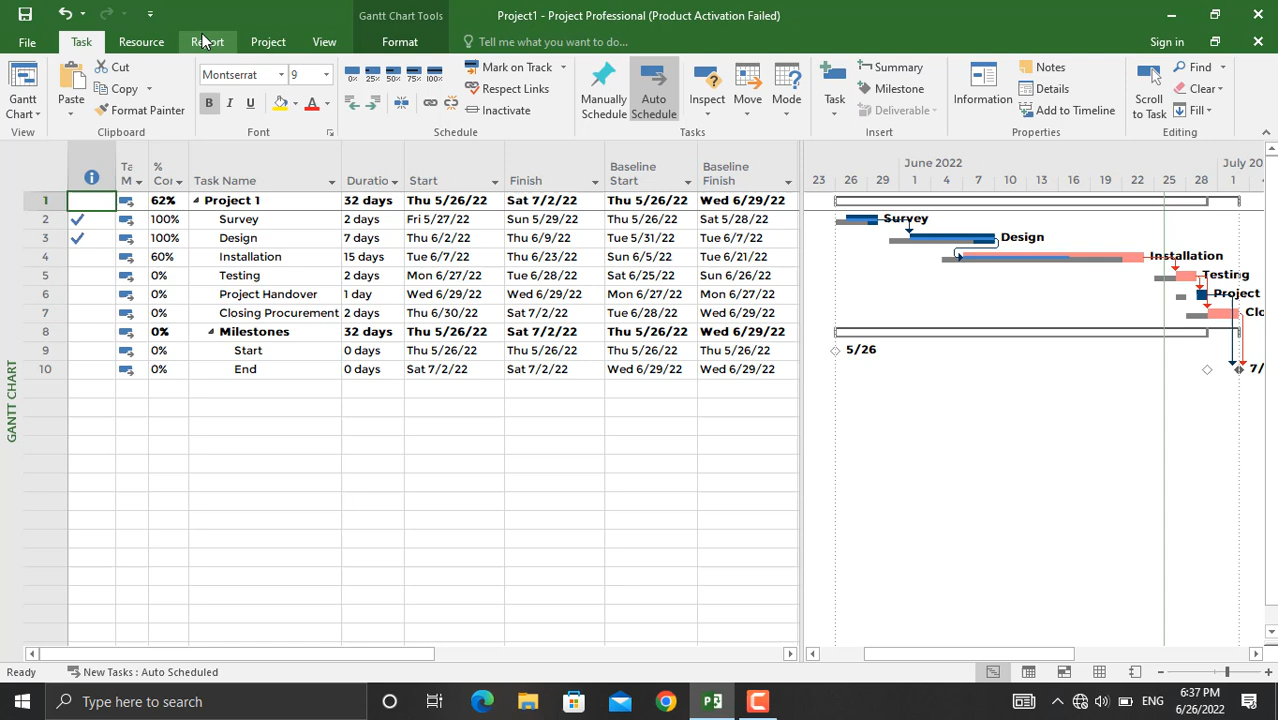 Gantt Chart Tools
Project1 - Project Professional (Product Activation Failed)
File
Task
Resource
Report
Project
View
Format
Tell me what you want to do...
Sign in
Gantt Chart
View
Paste
Cut
Copy
Format Painter
Clipboard
Montserrat
9
B
I
U
A
Font
0%
25%
50%
75%
100%
Mark on Track
Respect Links
Inactivate
Schedule
Manually Schedule
Auto Schedule
Inspect
Move
Mode
Tasks
Task
Summary
Milestone
Deliverable
Insert
Information
Notes
Details
Add to Timeline
Properties
Scroll to Task
Find
Clear
Fill
Editing
Ta M
% Cor
Task Name
Duratio
Start
Finish
Baseline Start
Baseline Finish
June 2022
July 20
23 26 29 1 4 7 10 13 16 19 22 25 28 1 4
1 62% Project 1 32 days Thu 5/26/22 Sat 7/2/22 Thu 5/26/22 Wed 6/29/22
2 100% Survey 2 days Fri 5/27/22 Sun 5/29/22 Thu 5/26/22 Sat 5/28/22 Survey
3 100% Design 7 days Thu 6/2/22 Thu 6/9/22 Tue 5/31/22 Tue 6/7/22 Design
4 60% Installation 15 days Tue 6/7/22 Thu 6/23/22 Sun 6/5/22 Tue 6/21/22 Installation
5 0% Testing 2 days Mon 6/27/22 Tue 6/28/22 Sat 6/25/22 Sun 6/26/22 Testing
6 0% Project Handover 1 day Wed 6/29/22 Wed 6/29/22 Mon 6/27/22 Mon 6/27/22 Project
7 0% Closing Procurement 2 days Thu 6/30/22 Sat 7/2/22 Tue 6/28/22 Wed 6/29/22 Clo
8 0% Milestones 32 days Thu 5/26/22 Sat 7/2/22 Thu 5/26/22 Wed 6/29/22
9 0% Start 0 days Thu 5/26/22 Thu 5/26/22 Thu 5/26/22 Thu 5/26/22 5/26
10 0% End 0 days Sat 7/2/22 Sat 7/2/22 Wed 6/29/22 Wed 6/29/22 7/
GANTT CHART
Ready
New Tasks : Auto Scheduled
Type here to search
ENG
6:37 PM
6/26/2022